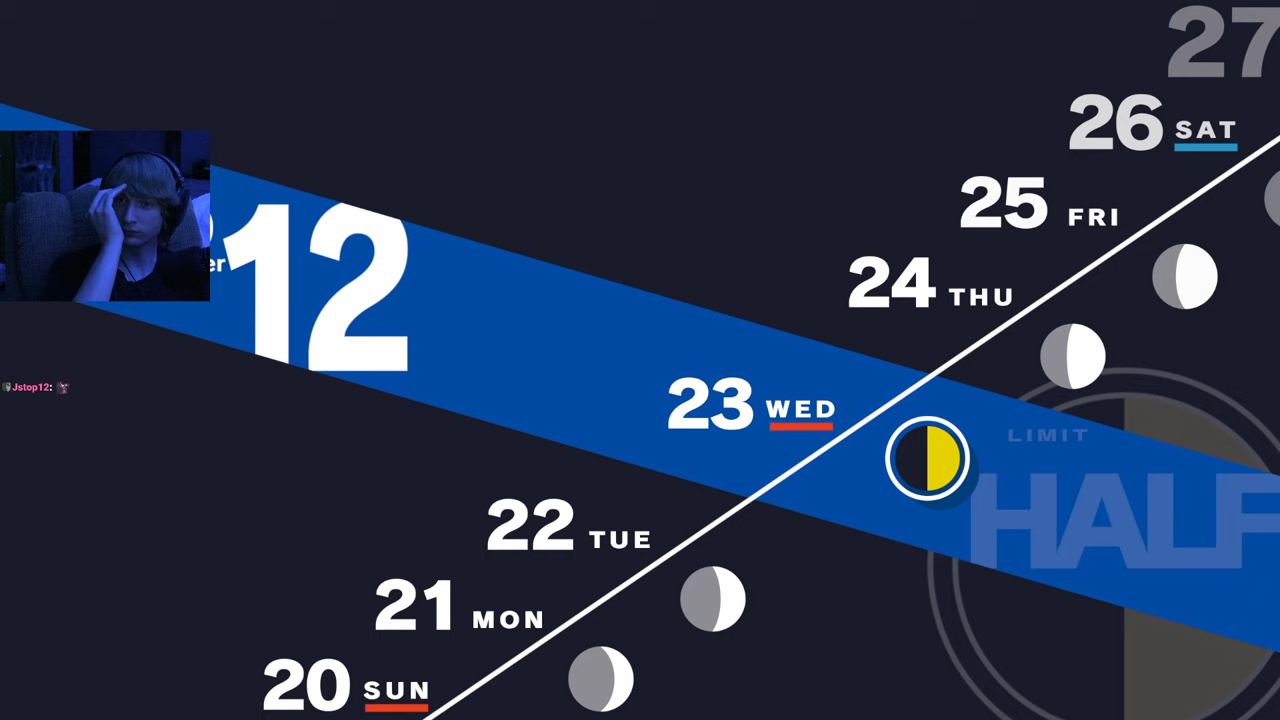 27
26 SAT
25 FRI
er 12
24 THU
Jstop12:
23 WED
LIMIT
HALF
22 TUE
21 MON
20 SUN